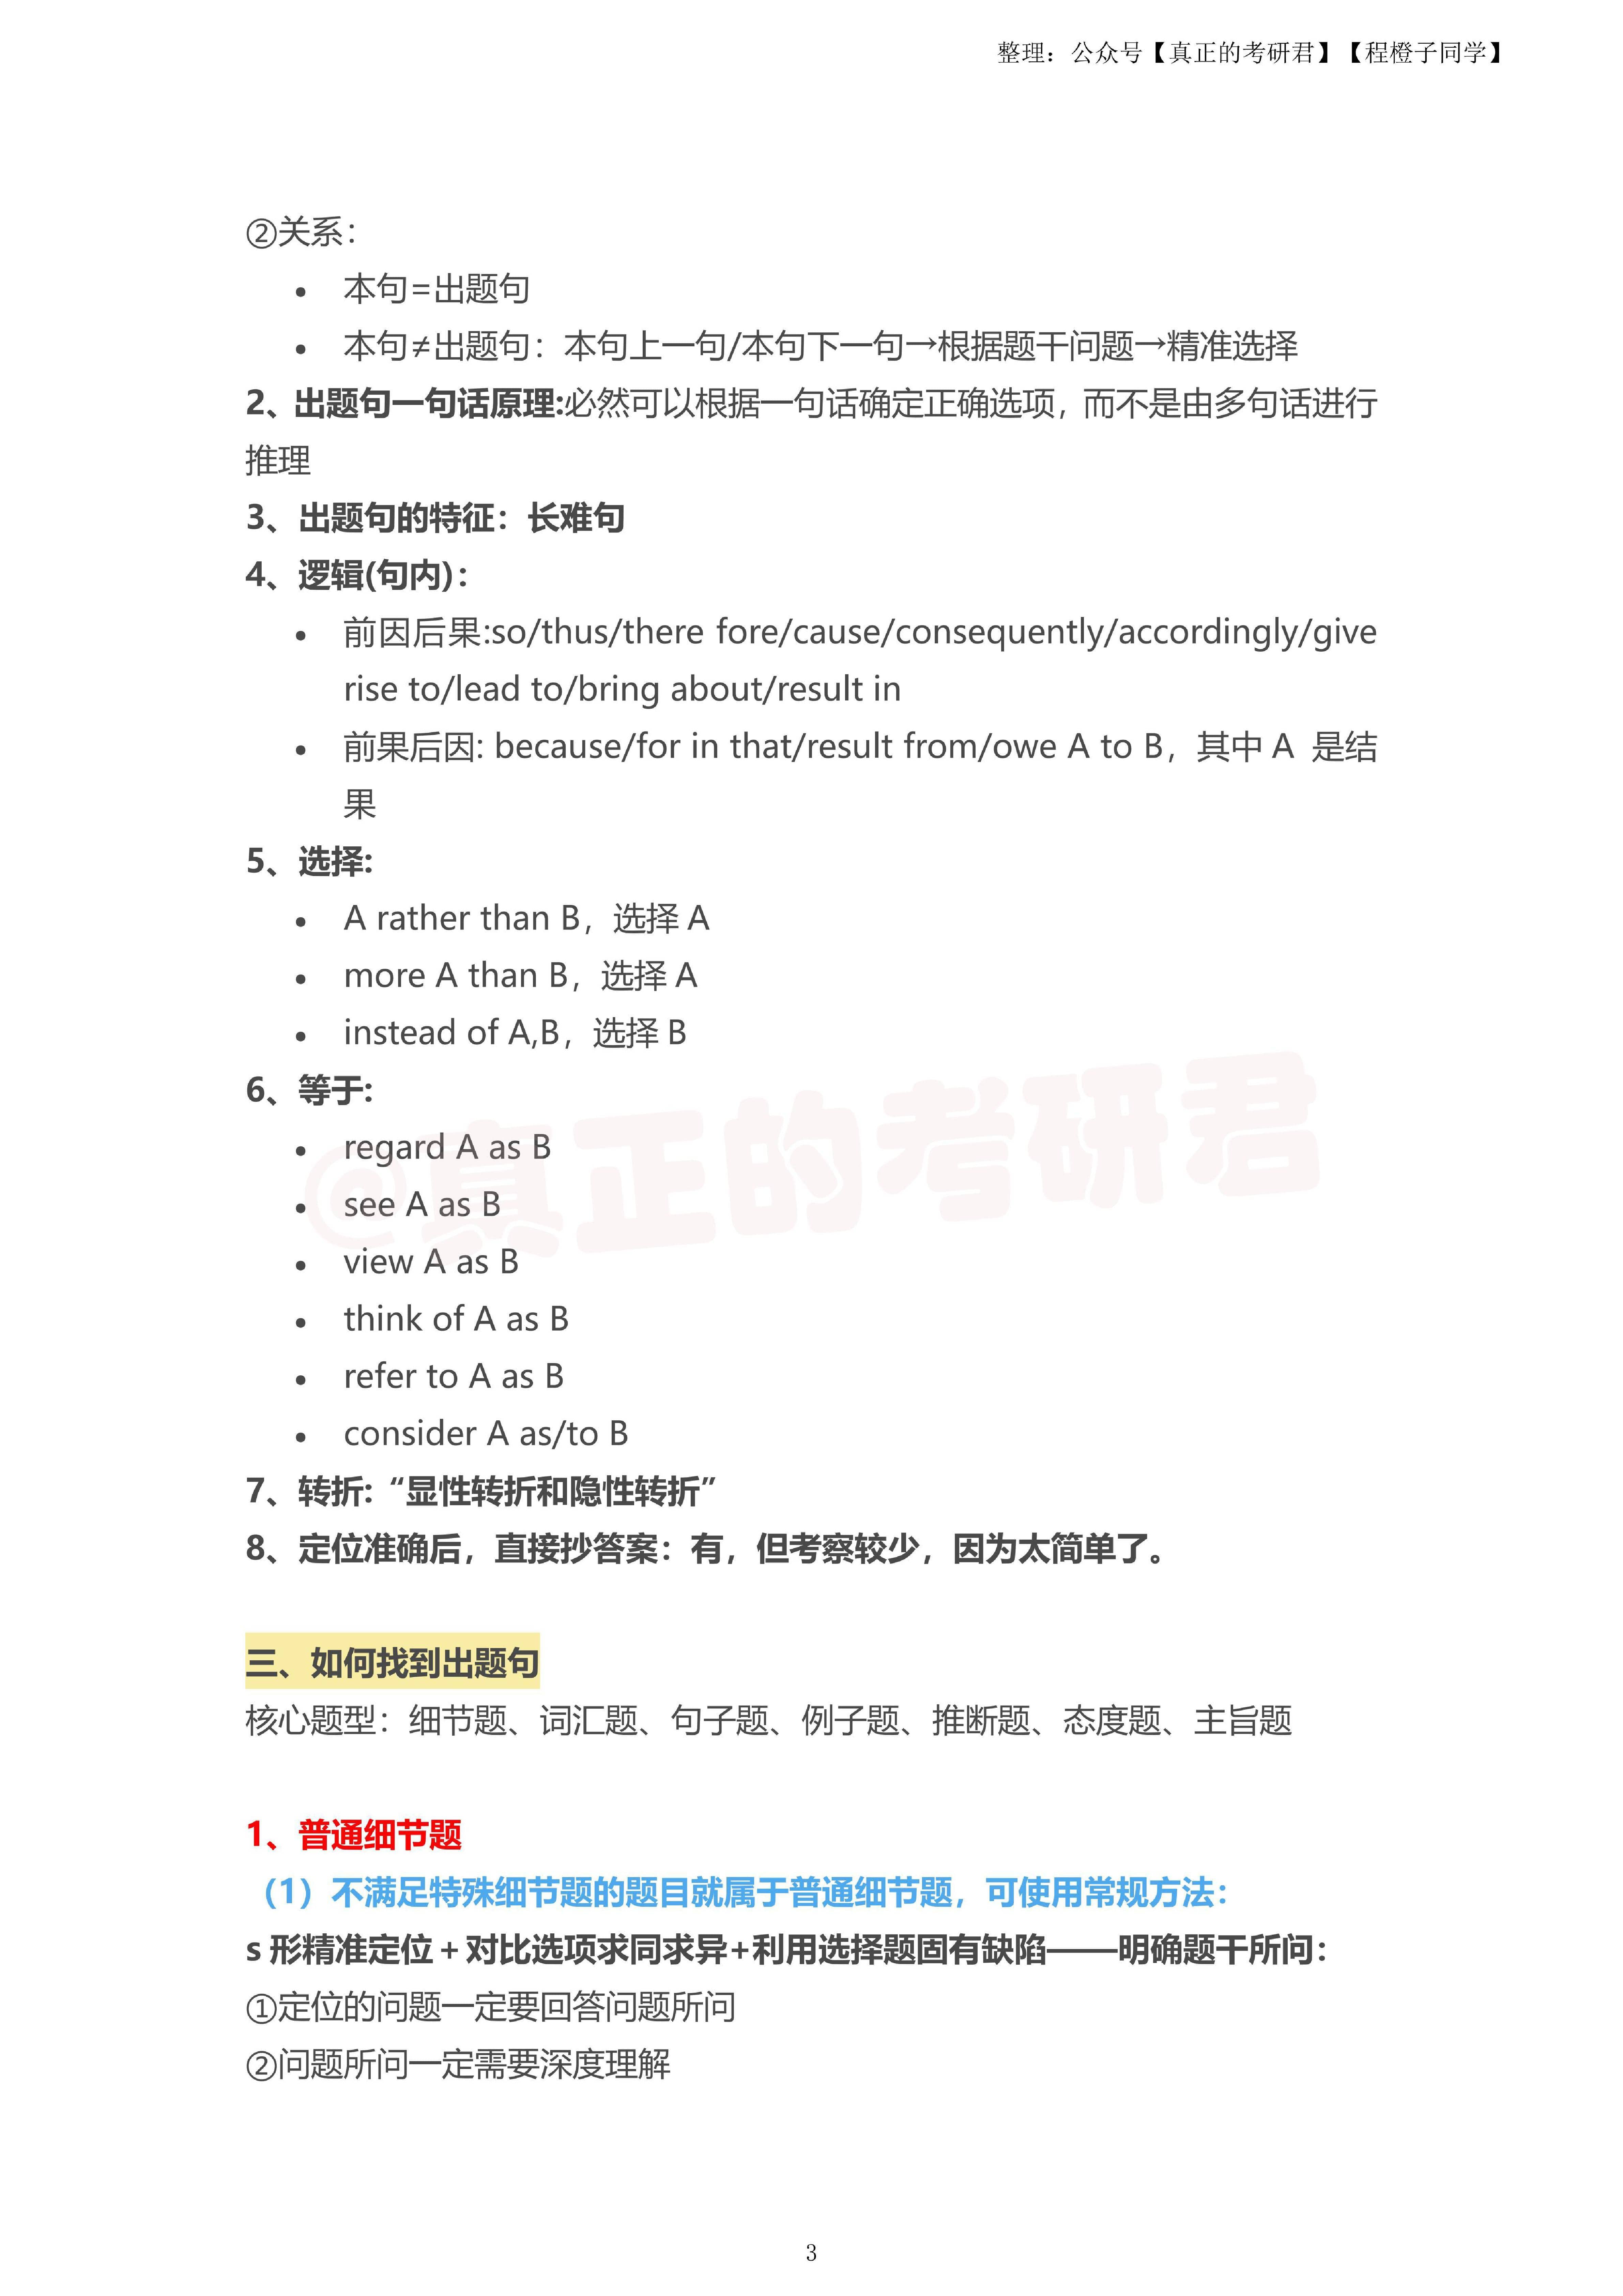 整理：公众号【真正的考研君】【程橙子同学】
②关系：
• 本句=出题句
• 本句≠出题句：本句上一句/本句下一句→根据题干问题→精准选择
2、出题句一句话原理:必然可以根据一句话确定正确选项，而不是由多句话进行
推理
3、出题句的特征：长难句
4、逻辑(句内)：
• 前因后果:so/thus/there fore/cause/consequently/accordingly/give
rise to/lead to/bring about/result in
• 前果后因: because/for in that/result from/owe A to B，其中 A 是结
果
5、选择:
• A rather than B，选择 A
• more A than B，选择 A
• instead of A,B，选择 B
6、等于:
• regard A as B
• see A as B
• view A as B
• think of A as B
• refer to A as B
• consider A as/to B
@真正的考研君
7、转折: “显性转折和隐性转折”
8、定位准确后，直接抄答案：有，但考察较少，因为太简单了。
三、如何找到出题句
核心题型：细节题、词汇题、句子题、例子题、推断题、态度题、主旨题
1、普通细节题
（1）不满足特殊细节题的题目就属于普通细节题，可使用常规方法：
s 形精准定位＋对比选项求同求异+利用选择题固有缺陷——明确题干所问：
①定位的问题一定要回答问题所问
②问题所问一定需要深度理解
3